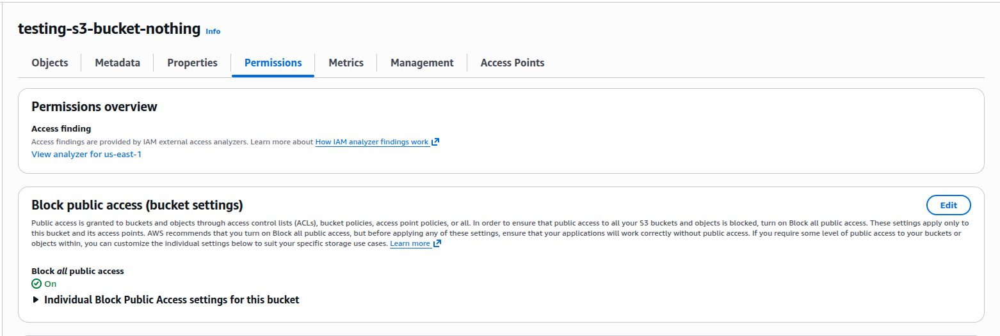 testing-s3-bucket-nothing Info
Objects Metadata Properties Permissions Metrics Management Access Points
Permissions overview
Access finding
Access findings are provided by IAM external access analyzers. Learn more about How IAM analyzer findings work
View analyzer for us-east-1
Block public access (bucket settings) Edit
Public access is granted to buckets and objects through access control lists (ACLs), bucket policies, access point policies, or all. In order to ensure that public access to all your S3 buckets and objects is blocked, turn on Block all public access. These settings apply only to
this bucket and its access points. AWS recommends that you turn on Block all public access, but before applying any of these settings, ensure that your applications will work correctly without public access. If you require some level of public access to your buckets or
objects within, you can customize the individual settings below to suit your specific storage use cases. Learn more
Block all public access
On
Individual Block Public Access settings for this bucket